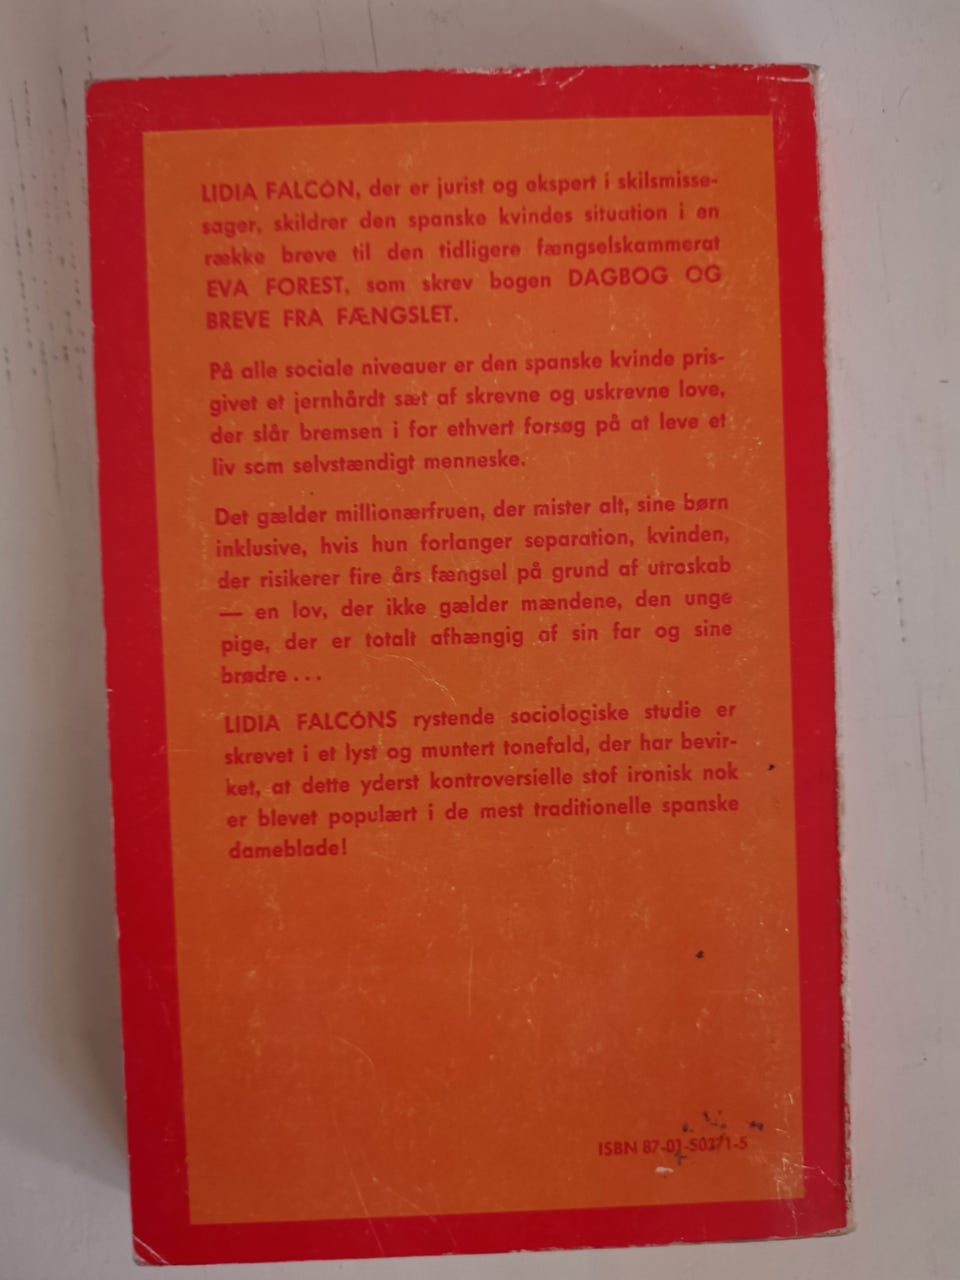 LIDIA FALCÓN, der er jurist og ekspert i skilsmisse-
sager, skildrer den spanske kvindes situation i en
række breve til den tidligere fængselskammerat
EVA FOREST, som skrev bogen DAGBOG OG
BREVE FRA FÆNGSLET.
På alle sociale niveauer er den spanske kvinde pris-
givet et jernhårdt sæt af skrevne og uskrevne love,
der slår bremsen i for ethvert forsøg på at leve et
liv som selvstændigt menneske.
Det gælder millionærfruen, der mister alt, sine børn
inklusive, hvis hun forlanger separation, kvinden,
der risikerer fire års fængsel på grund af utroskab
— en lov, der ikke gælder mændene, den unge
pige, der er totalt afhængig af sin far og sine
brødre ...
LIDIA FALCÓNS rystende sociologiske studie er
skrevet i et lyst og muntert tonefald, der har bevir-
ket, at dette yderst kontroversielle stof ironisk nok
er blevet populært i de mest traditionelle spanske
dameblade!
ISBN